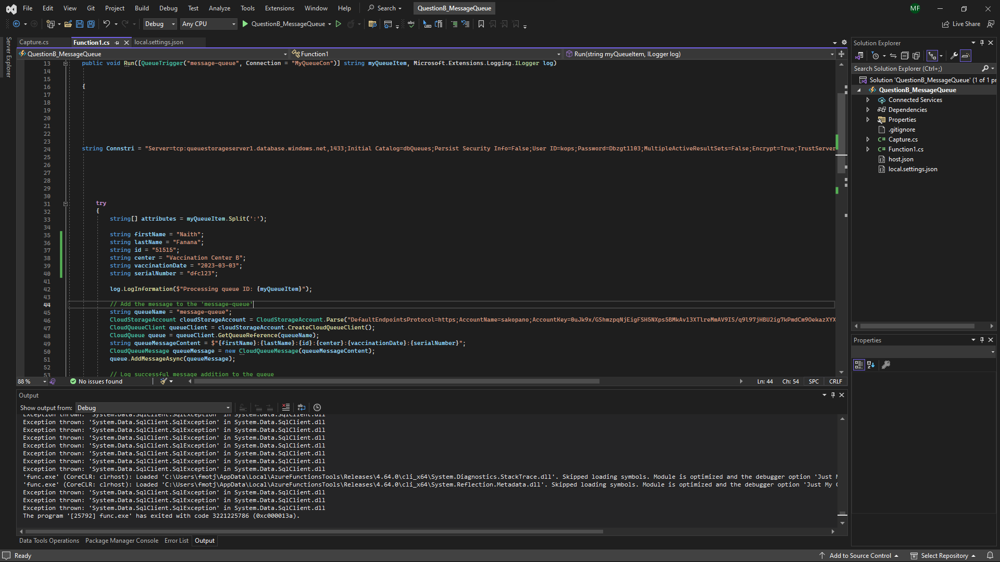 File Edit View Git Project Build Debug Test Analyze Tools Extensions Window Help Search QuestionB_MessageQueue MF
Debug Any CPU QuestionB_MessageQueue Live Share
Server Explorer
Capture.cs Function1.cs local.settings.json
QuestionB_MessageQueue Function1 Run(string myQueueItem, ILogger log)
13 public void Run([QueueTrigger("message-queue", Connection = "MyQueueCon")] string myQueueItem, Microsoft.Extensions.Logging.ILogger log)
14
15
16 {
17
18
19
20
21
22
23
24 string Connstri = "Server=tcp:queuestorageserver1.database.windows.net,1433;Initial Catalog=dbQueues;Persist Security Info=False;User ID=kops;Password=Dbzgt1103;MultipleActiveResultSets=False;Encrypt=True;TrustServer
25
26
27
28
29
30
31 try
32 {
33 string[] attributes = myQueueItem.Split(':');
34
35 string firstName = "Naith";
36 string lastName = "Fanana";
37 string id = "51515";
38 string center = "Vaccination Center B";
39 string vaccinationDate = "2023-03-03";
40 string serialNumber = "dfc123";
41
42 log.LogInformation($"Processing queue ID: {myQueueItem}");
43
44 // Add the message to the 'message-queue'
45 string queueName = "message-queue";
46 CloudStorageAccount cloudStorageAccount = CloudStorageAccount.Parse("DefaultEndpointsProtocol=https;AccountName=sakopano;AccountKey=
47 CloudQueueClient queueClient = cloudStorageAccount.CreateCloudQueueClient();
48 CloudQueue queue = queueClient.GetQueueReference(queueName);
49 string queueMessageContent = $"{firstName}:{lastName}:{id}:{center}:{vaccinationDate}:{serialNumber}";
50 CloudQueueMessage queueMessage = new CloudQueueMessage(queueMessageContent);
51 queue.AddMessageAsync(queueMessage);
52
53 // Log successful message addition to the queue
88 % No issues found Ln: 44 Ch: 54 SPC CRLF
Output
Show output from: Debug
Exception thrown: 'System.Data.SqlClient.SqlException' in System.Data.SqlClient.dll
Exception thrown: 'System.Data.SqlClient.SqlException' in System.Data.SqlClient.dll
Exception thrown: 'System.Data.SqlClient.SqlException' in System.Data.SqlClient.dll
Exception thrown: 'System.Data.SqlClient.SqlException' in System.Data.SqlClient.dll
Exception thrown: 'System.Data.SqlClient.SqlException' in System.Data.SqlClient.dll
Exception thrown: 'System.Data.SqlClient.SqlException' in System.Data.SqlClient.dll
Exception thrown: 'System.Data.SqlClient.SqlException' in System.Data.SqlClient.dll
Exception thrown: 'System.Data.SqlClient.SqlException' in System.Data.SqlClient.dll
'func.exe' (CoreCLR: clrhost): Loaded 'C:\Users\fmotj\AppData\Local\AzureFunctionsTools\Releases\4.64.0\cli_x64\System.Diagnostics.StackTrace.dll'. Skipped loading symbols. Module is optimized and the debugger option 'Just M
'func.exe' (CoreCLR: clrhost): Loaded 'C:\Users\fmotj\AppData\Local\AzureFunctionsTools\Releases\4.64.0\cli_x64\System.Reflection.Metadata.dll'. Skipped loading symbols. Module is optimized and the debugger option 'Just My C
Exception thrown: 'System.Data.SqlClient.SqlException' in System.Data.SqlClient.dll
Exception thrown: 'System.Data.SqlClient.SqlException' in System.Data.SqlClient.dll
Exception thrown: 'System.Data.SqlClient.SqlException' in System.Data.SqlClient.dll
The program '[25792] func.exe' has exited with code 3221225786 (0xc000013a).
Data Tools Operations Package Manager Console Error List Output
Solution Explorer
Search Solution Explorer (Ctrl+;)
Solution 'QuestionB_MessageQueue' (1 of 1 pr
QuestionB_MessageQueue
Connected Services
Dependencies
Properties
.gitignore
C# Capture.cs
C# Function1.cs
host.json
local.settings.json
Properties
Ready Add to Source Control Select Repository